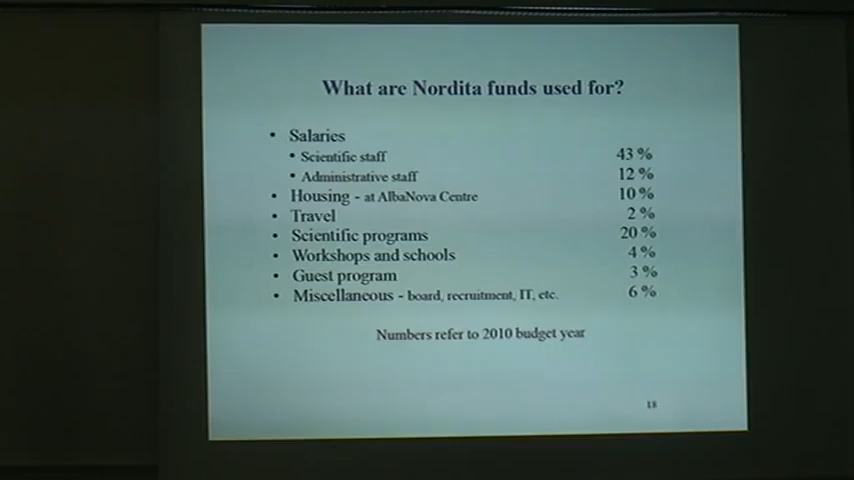 What are Nordita funds used for?
• Salaries
• Scientific staff 43 %
• Administrative staff 12 %
• Housing - at AlbaNova Centre 10 %
• Travel 2 %
• Scientific programs 20 %
• Workshops and schools 4 %
• Guest program 3 %
• Miscellaneous - board, recruitment, IT, etc. 6 %
Numbers refer to 2010 budget year
18